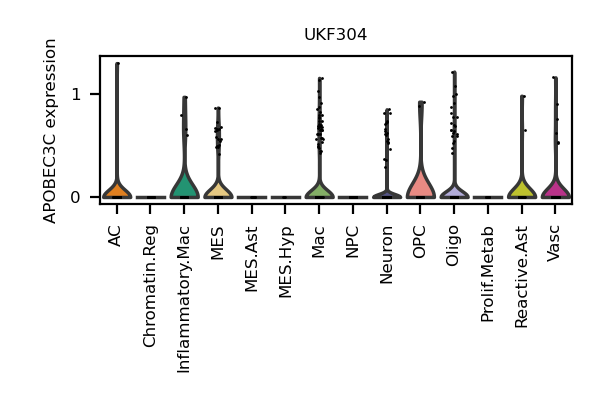 UKF304
APOBEC3C expression
1
0
AC
Chromatin.Reg
Inflammatory.Mac
MES
MES.Ast
MES.Hyp
Mac
NPC
Neuron
OPC
Oligo
Prolif.Metab
Reactive.Ast
Vasc